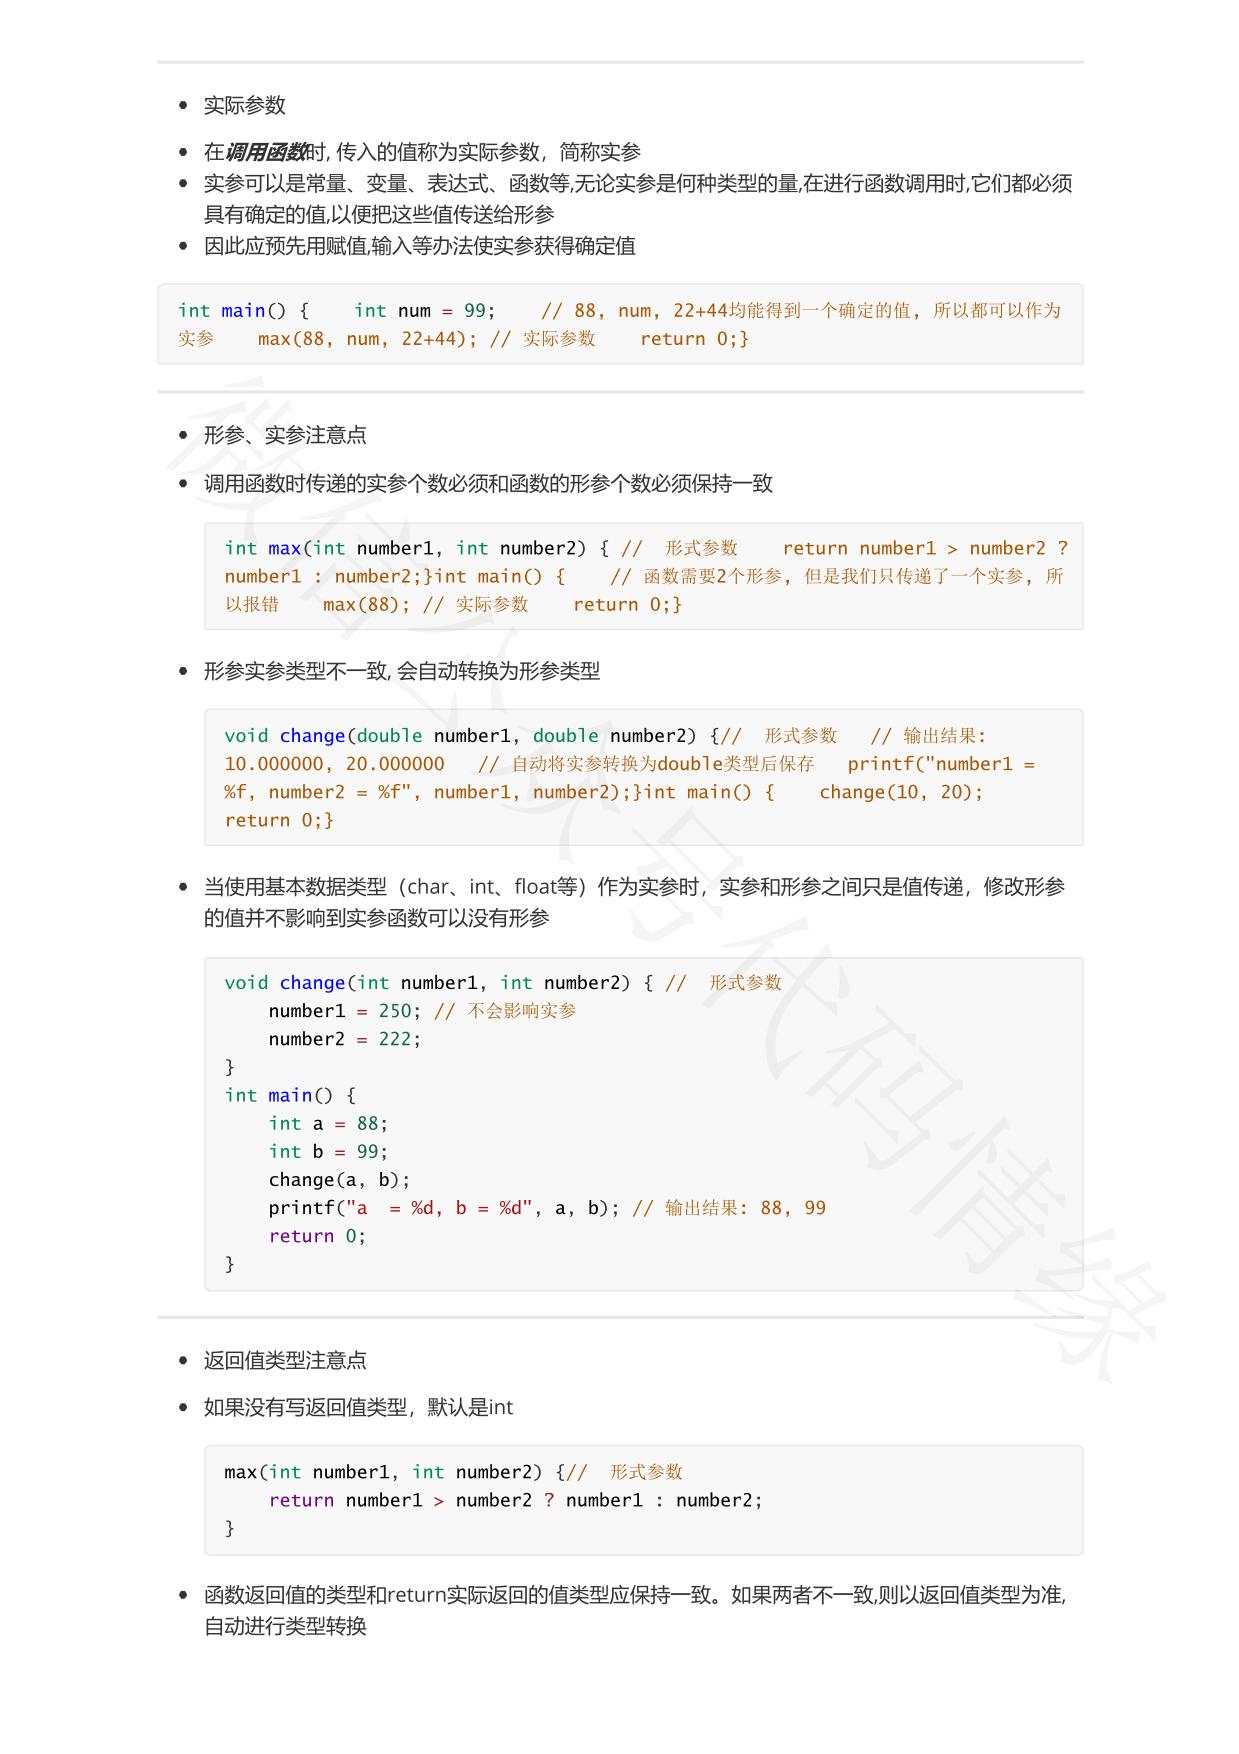 实际参数
在调用函数时, 传入的值称为实际参数，简称实参
实参可以是常量、变量、表达式、函数等,无论实参是何种类型的量,在进行函数调用时,它们都必须
具有确定的值,以便把这些值传送给形参
因此应预先用赋值,输入等办法使实参获得确定值
int main() {    int num = 99;    // 88, num, 22+44均能得到一个确定的值, 所以都可以作为
实参    max(88, num, 22+44); // 实际参数    return 0;}
形参、实参注意点
调用函数时传递的实参个数必须和函数的形参个数必须保持一致
int max(int number1, int number2) { //  形式参数    return number1 > number2 ?
number1 : number2;}int main() {    // 函数需要2个形参, 但是我们只传递了一个实参, 所
以报错    max(88); // 实际参数    return 0;}
形参实参类型不一致, 会自动转换为形参类型
void change(double number1, double number2) {//  形式参数   // 输出结果:
10.000000, 20.000000   // 自动将实参转换为double类型后保存   printf("number1 =
%f, number2 = %f", number1, number2);}int main() {    change(10, 20);
return 0;}
当使用基本数据类型（char、int、float等）作为实参时，实参和形参之间只是值传递，修改形参
的值并不影响到实参函数可以没有形参
void change(int number1, int number2) { //  形式参数
    number1 = 250; // 不会影响实参
    number2 = 222;
}
int main() {
    int a = 88;
    int b = 99;
    change(a, b);
    printf("a  = %d, b = %d", a, b); // 输出结果: 88, 99
    return 0;
}
返回值类型注意点
如果没有写返回值类型，默认是int
max(int number1, int number2) {//  形式参数
    return number1 > number2 ? number1 : number2;
}
函数返回值的类型和return实际返回的值类型应保持一致。如果两者不一致,则以返回值类型为准,
自动进行类型转换
微信公众号代码情缘